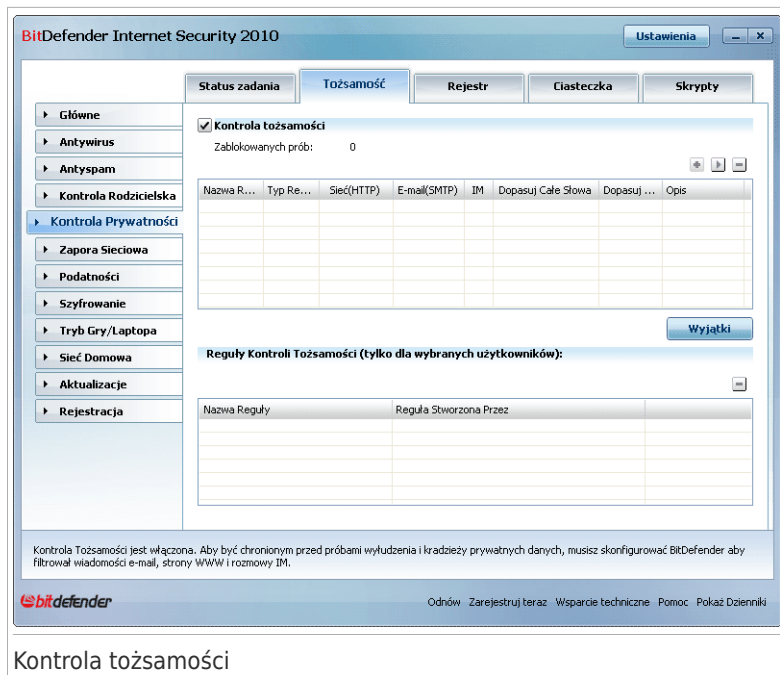 BitDefender Internet Security 2010
Ustawienia
Status zadania
Tożsamość
Rejestr
Ciasteczka
Skrypty
Główne
Antywirus
Antyspam
Kontrola Rodzicielska
Kontrola Prywatności
Zapora Sieciowa
Podatności
Szyfrowanie
Tryb Gry/Laptopa
Sieć Domowa
Aktualizacje
Rejestracja
Kontrola tożsamości
Zablokowanych prób: 0
Nazwa R... Typ Re... Sieć(HTTP) E-mail(SMTP) IM Dopasuj Całe Słowa Dopasuj ... Opis
Wyjątki
Reguły Kontroli Tożsamości (tylko dla wybranych użytkowników):
Nazwa Reguły Reguła Stworzona Przez
Kontrola Tożsamości jest włączona. Aby być chronionym przed próbami wyłudzenia i kradzieży prywatnych danych, musisz skonfigurować BitDefender aby
filtrował wiadomości e-mail, strony WWW i rozmowy IM.
bitdefender
Odnów Zarejestruj teraz Wsparcie techniczne Pomoc Pokaż Dzienniki
Kontrola tożsamości